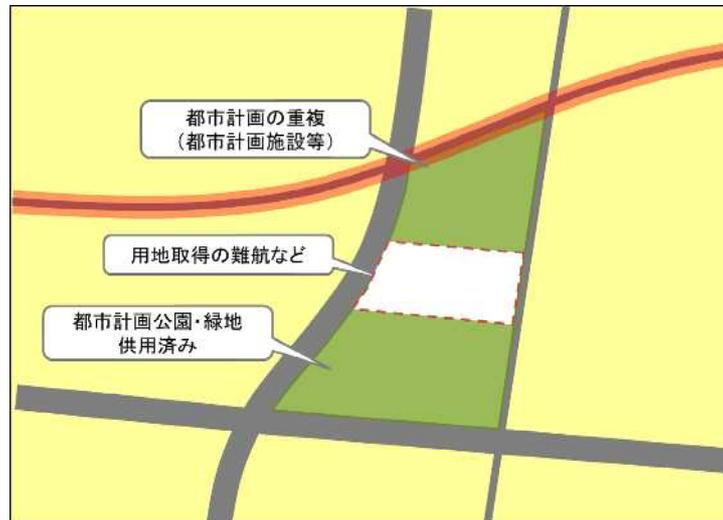 都市計画の重複
（都市計画施設等）
用地取得の難航など
都市計画公園・緑地
供用済み